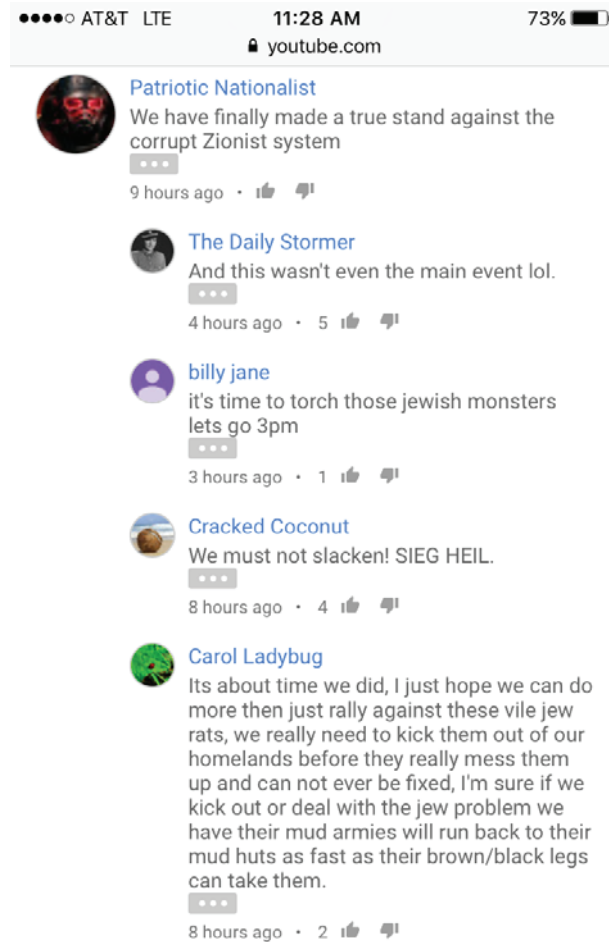 AT&T LTE 11:28 AM 73%
youtube.com
Patriotic Nationalist
We have finally made a true stand against the
corrupt Zionist system
9 hours ago •
The Daily Stormer
And this wasn't even the main event lol.
4 hours ago • 5
billy jane
it's time to torch those jewish monsters
lets go 3pm
3 hours ago • 1
Cracked Coconut
We must not slacken! SIEG HEIL.
8 hours ago • 4
Carol Ladybug
Its about time we did, I just hope we can do
more then just rally against these vile jew
rats, we really need to kick them out of our
homelands before they really mess them
up and can not ever be fixed, I'm sure if we
kick out or deal with the jew problem we
have their mud armies will run back to their
mud huts as fast as their brown/black legs
can take them.
8 hours ago • 2